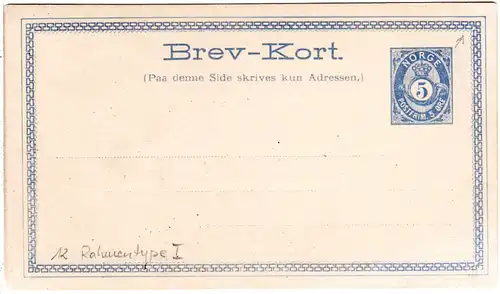 Brev-Kort.
(Paa denne Side skrives kun Adressen.)
NORGE
5
POSTFRIM. 5 ØRE
12 Rahmentype I